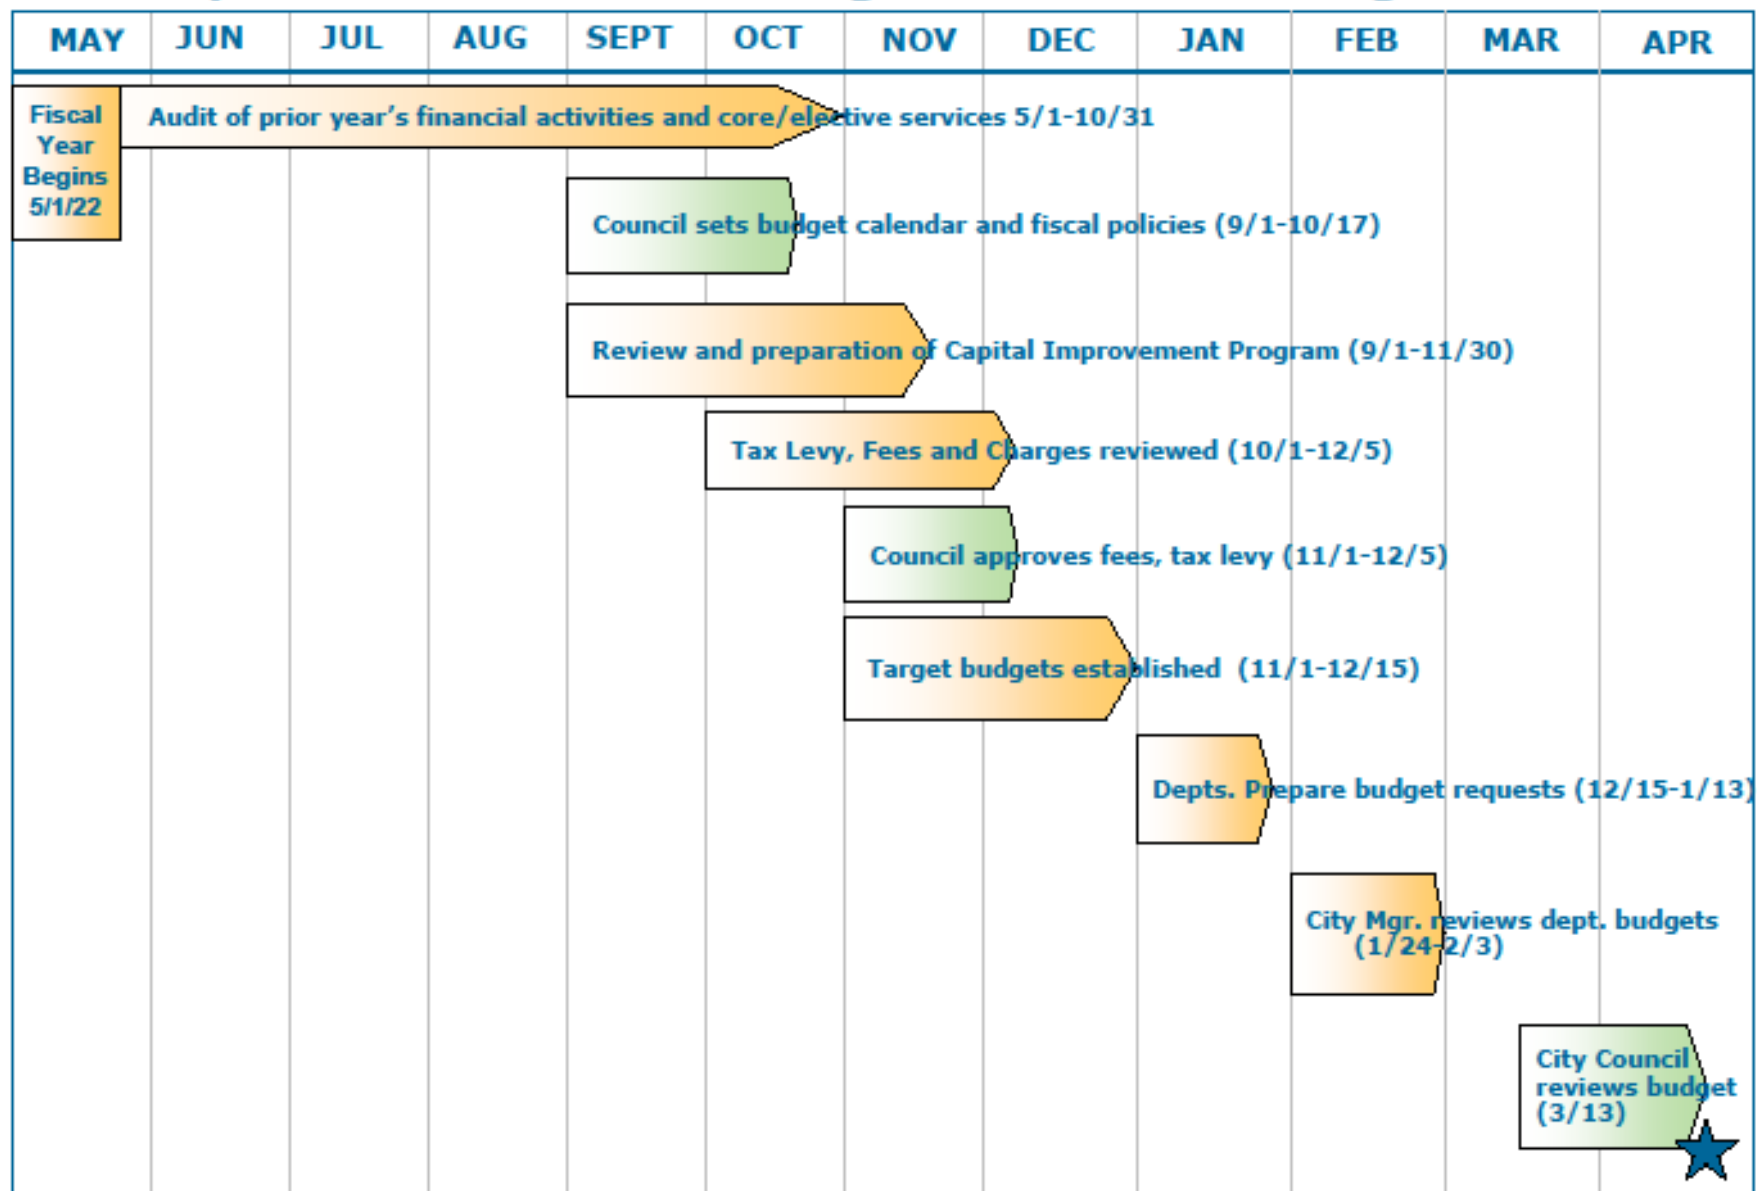 MAY JUN JUL AUG SEPT OCT NOV DEC JAN FEB MAR APR
Fiscal
Year
Begins
5/1/22
Audit of prior year's financial activities and core/elective services 5/1-10/31
Council sets budget calendar and fiscal policies (9/1-10/17)
Review and preparation of Capital Improvement Program (9/1-11/30)
Tax Levy, Fees and Charges reviewed (10/1-12/5)
Council approves fees, tax levy (11/1-12/5)
Target budgets established (11/1-12/15)
Depts. Prepare budget requests (12/15-1/13)
City Mgr. reviews dept. budgets
(1/24-2/3)
City Council
reviews budget
(3/13)